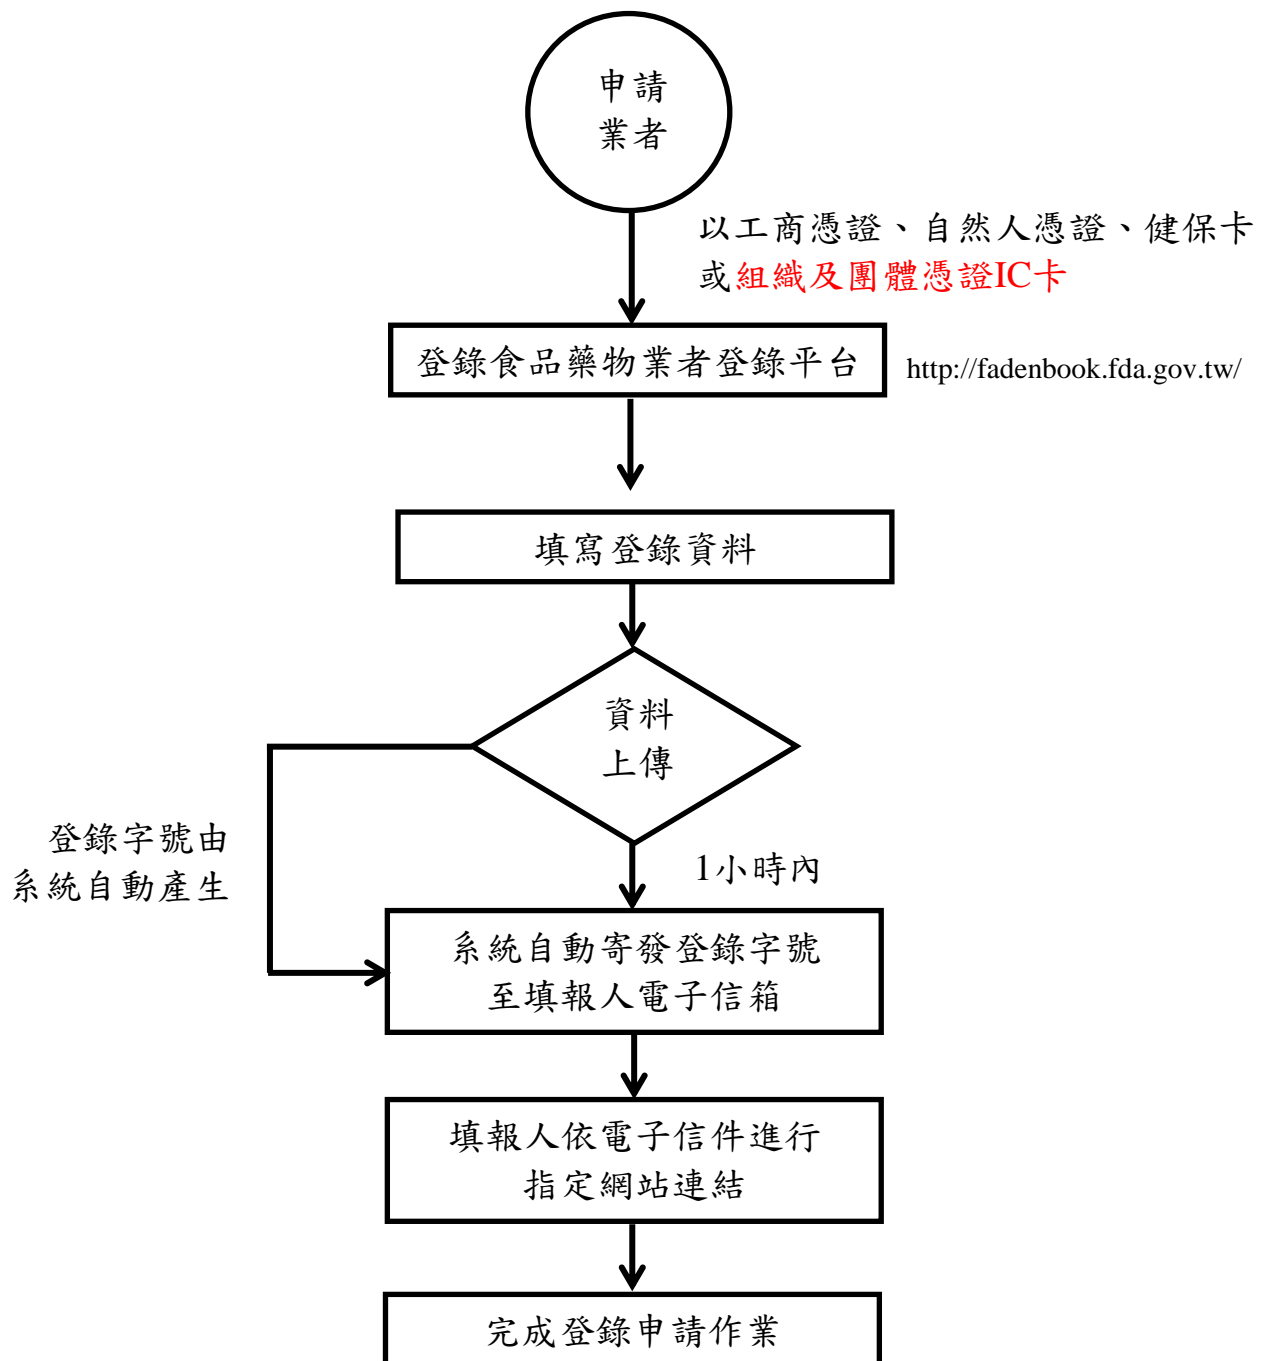 申請
業者
以工商憑證、自然人憑證、健保卡
或組織及團體憑證IC卡
登錄食品藥物業者登錄平台
http://fadenbook.fda.gov.tw/
填寫登錄資料
資料
上傳
登錄字號由
系統自動產生
1小時內
系統自動寄發登錄字號
至填報人電子信箱
填報人依電子信件進行
指定網站連結
完成登錄申請作業